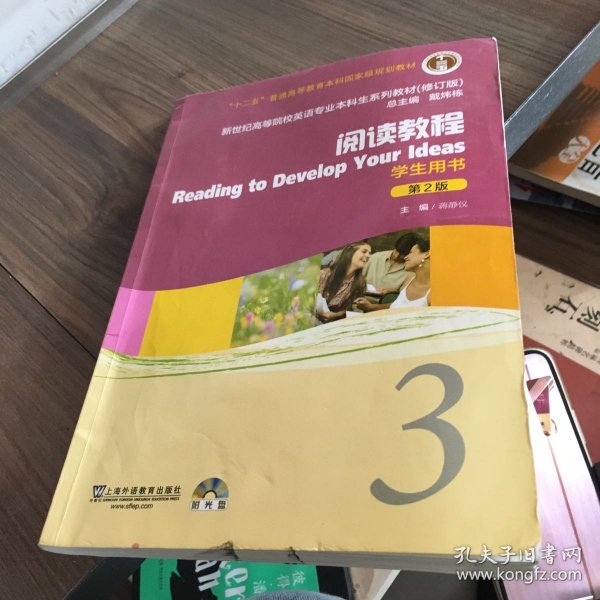 "十二五"普通高等教育本科国家级规划教材
新世纪高等院校英语专业本科生系列教材(修订版)
总主编 戴炜栋
阅读教程
Reading to Develop Your Ideas
学生用书
第2版
主 编/蒋静仪
3
上海外语教育出版社
www.sflep.com
附光盘
孔夫子旧书网
www.kongfz.com